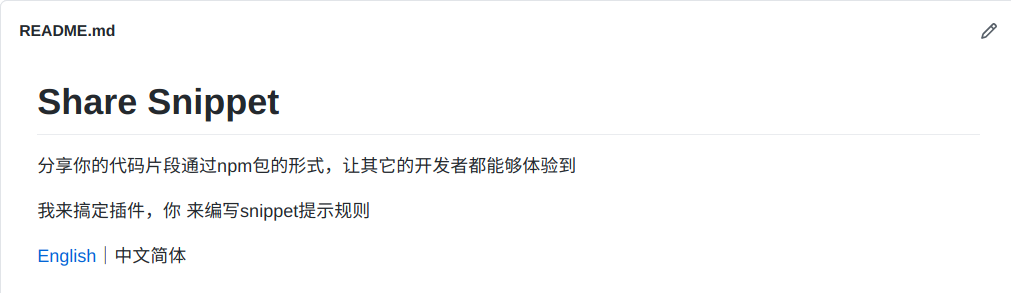 README.md
Share Snippet
分享你的代码片段通过npm包的形式，让其它的开发者都能够体验到
我来搞定插件，你 来编写snippet提示规则
English｜中文简体